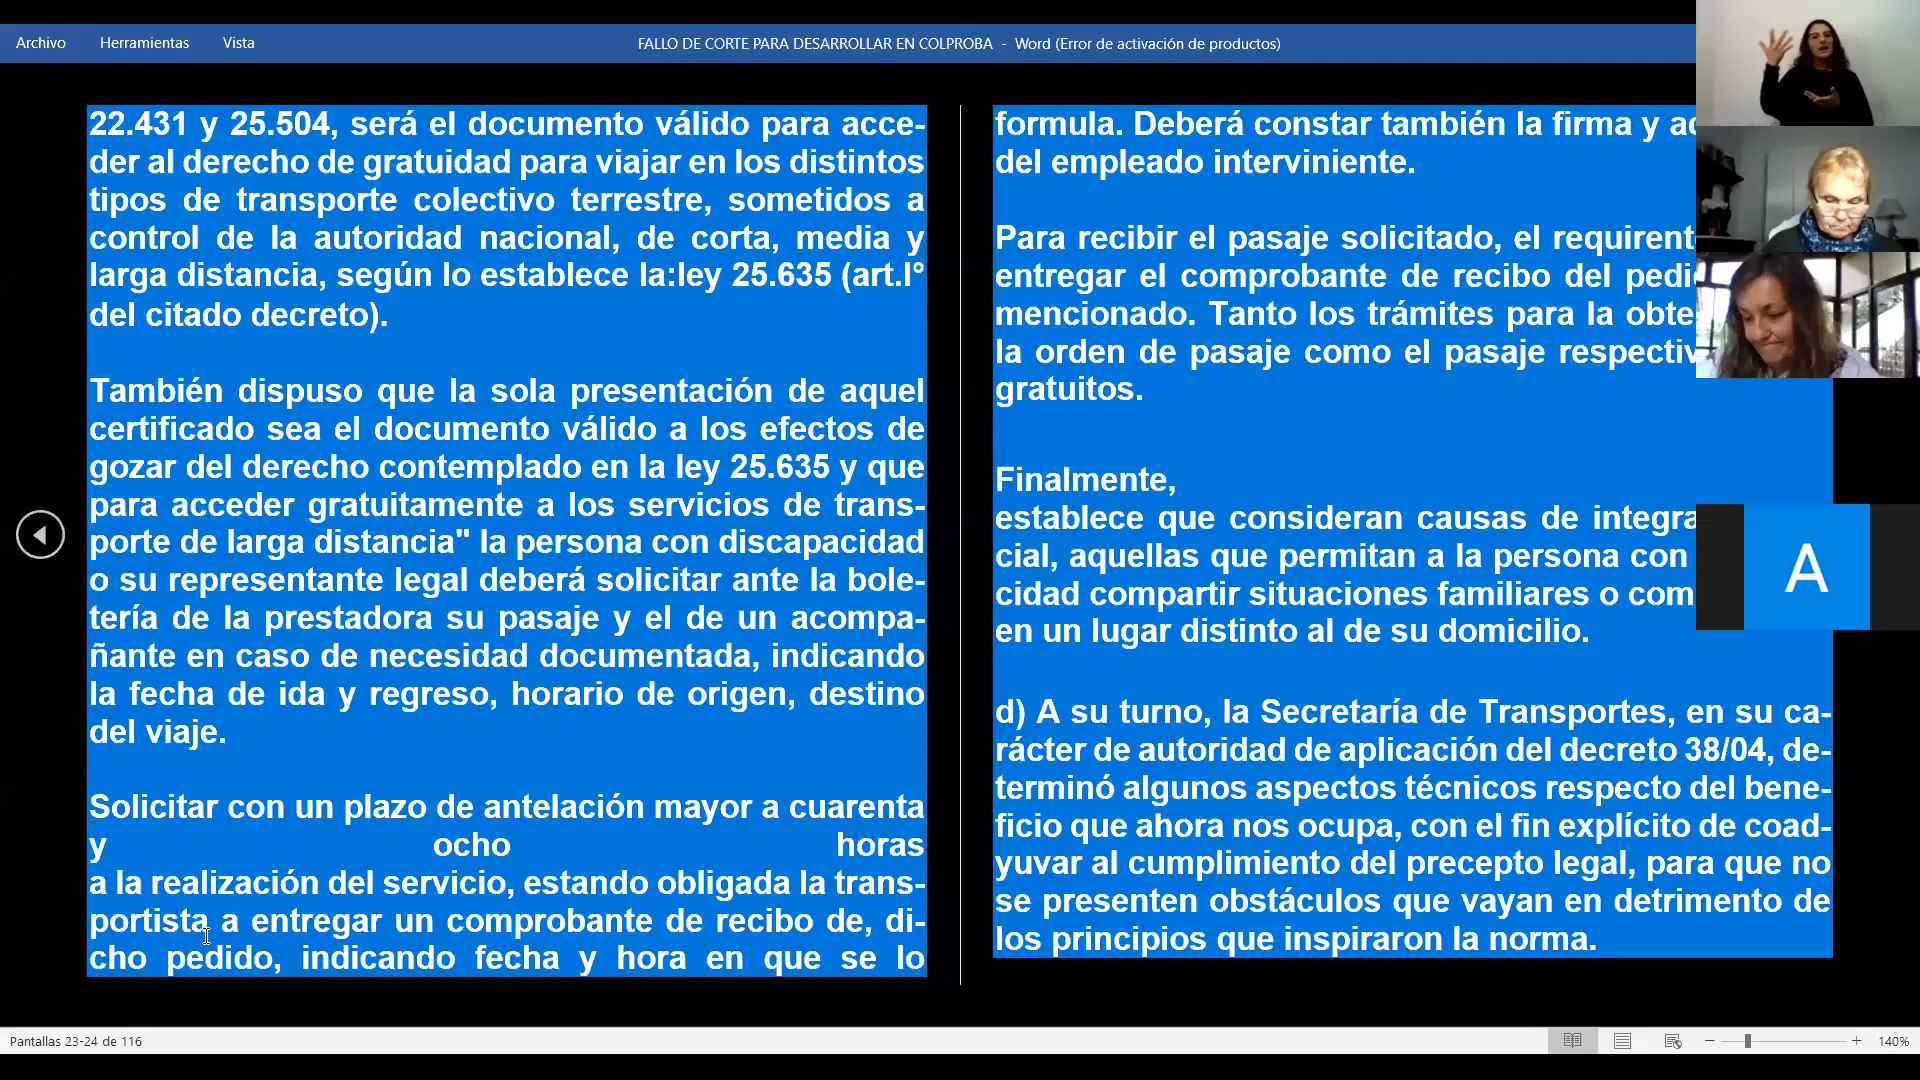 Archivo Herramientas Vista
FALLO DE CORTE PARA DESARROLLAR EN COLPROBA - Word (Error de activación de productos)
22.431 y 25.504, será el documento válido para acce-
der al derecho de gratuidad para viajar en los distintos
tipos de transporte colectivo terrestre, sometidos a
control de la autoridad nacional, de corta, media y
larga distancia, según lo establece la:ley 25.635 (art.I°
del citado decreto).
También dispuso que la sola presentación de aquel
certificado sea el documento válido a los efectos de
gozar del derecho contemplado en la ley 25.635 y que
para acceder gratuitamente a los servicios de trans-
porte de larga distancia" la persona con discapacidad
o su representante legal deberá solicitar ante la bole-
tería de la prestadora su pasaje y el de un acompa-
ñante en caso de necesidad documentada, indicando
la fecha de ida y regreso, horario de origen, destino
del viaje.
Solicitar con un plazo de antelación mayor a cuarenta
y ocho horas
a la realización del servicio, estando obligada la trans-
portista a entregar un comprobante de recibo de, di-
cho pedido, indicando fecha y hora en que se lo
formula. Deberá constar también la firma y
del empleado interviniente.
Para recibir el pasaje solicitado, el
entregar el comprobante de recibo del
mencionado. Tanto los trámites para la
la orden de pasaje como el pasaje
gratuitos.
Finalmente,
establece que consideran causas de
cial, aquellas que permitan a la persona con
cidad compartir situaciones familiares o
en un lugar distinto al de su domicilio.
d) A su turno, la Secretaría de Transportes, en su ca-
rácter de autoridad de aplicación del decreto 38/04, de-
terminó algunos aspectos técnicos respecto del bene-
ficio que ahora nos ocupa, con el fin explícito de coad-
yuvar al cumplimiento del precepto legal, para que no
se presenten obstáculos que vayan en detrimento de
los principios que inspiraron la norma.
A
Pantallas 23-24 de 116
140%